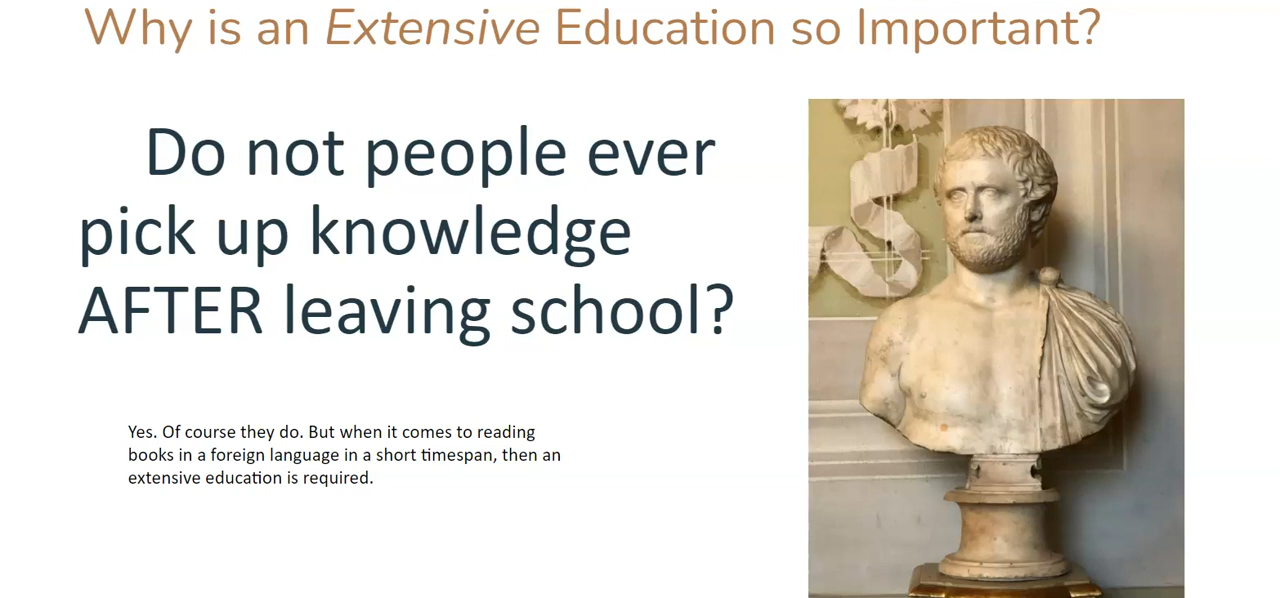 Why is an Extensive Education so Important?
Do not people ever
pick up knowledge
AFTER leaving school?
Yes. Of course they do. But when it comes to reading
books in a foreign language in a short timespan, then an
extensive education is required.